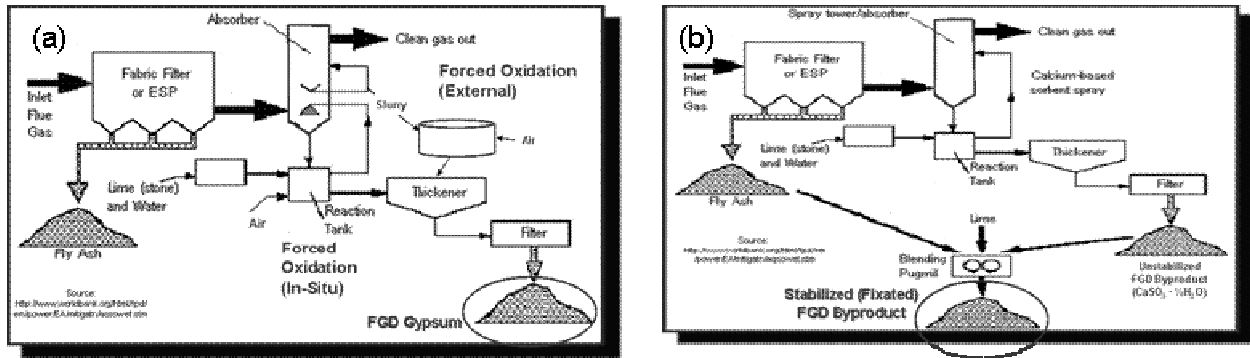 (a)
Absorber
Clean gas out
Fabric Filter
or ESP
Inlet
Flue
Gas
Forced Oxidation
(External)
Slurry
Air
Lime (stone)
and Water
Thickener
Air
Reaction
Tank
Filter
Fly Ash
Forced
Oxidation
(In-Situ)
Source:
FGD Gypsum
(b)
Spray tower/absorber
Clean gas out
Fabric Filter
or ESP
Inlet
Flue
Gas
Calcium-based
sorbent spray
Lime (stone)
and Water
Thickener
Reaction
Tank
Filter
Fly Ash
Lime
Source:
Blending
Pugmill
Unstabilized
FGD Byproduct
(CaSO₃ · ½H₂O)
Stabilized (Fixated)
FGD Byproduct